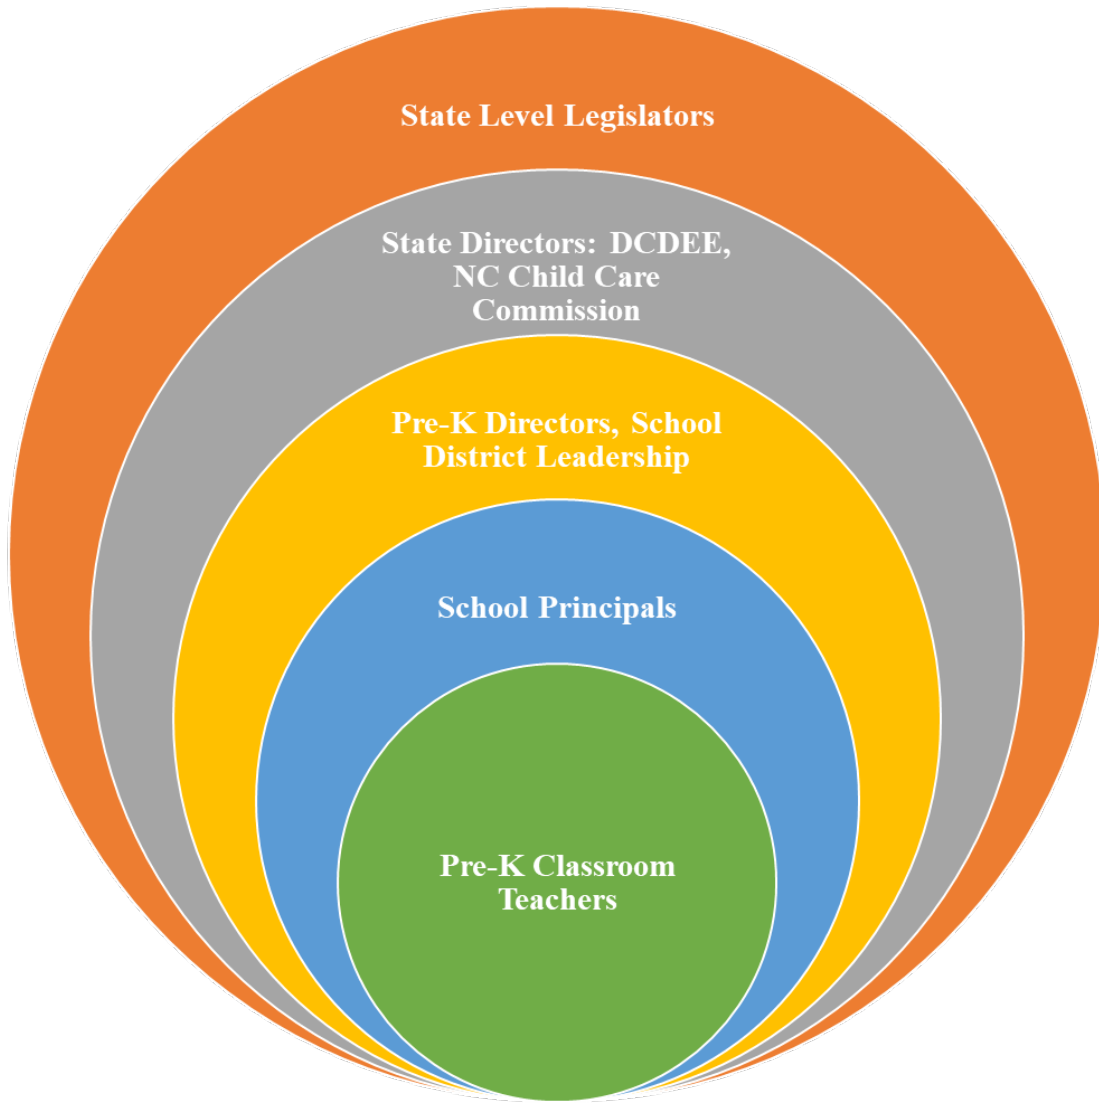 State Level Legislators
State Directors: DCDEE,
NC Child Care
Commission
Pre-K Directors, School
District Leadership
School Principals
Pre-K Classroom
Teachers